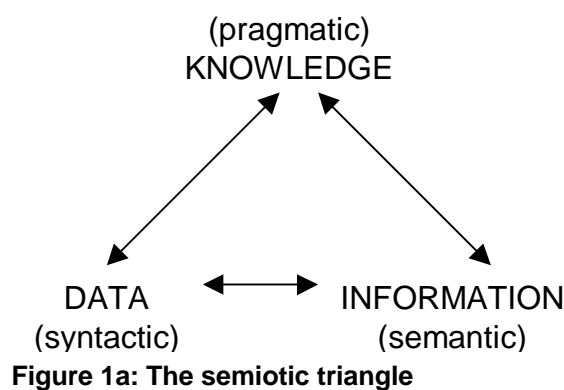 (pragmatic)
KNOWLEDGE
DATA INFORMATION
(syntactic) (semantic)
Figure 1a: The semiotic triangle